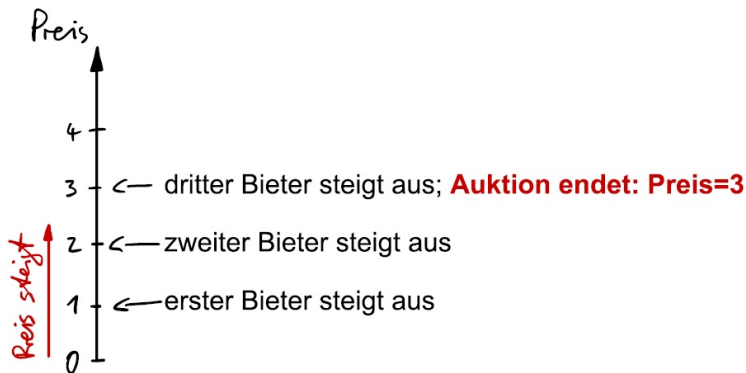 Preis
4
3 dritter Bieter steigt aus; Auktion endet: Preis=3
2 zweiter Bieter steigt aus
1 erster Bieter steigt aus
0
Preis steigt